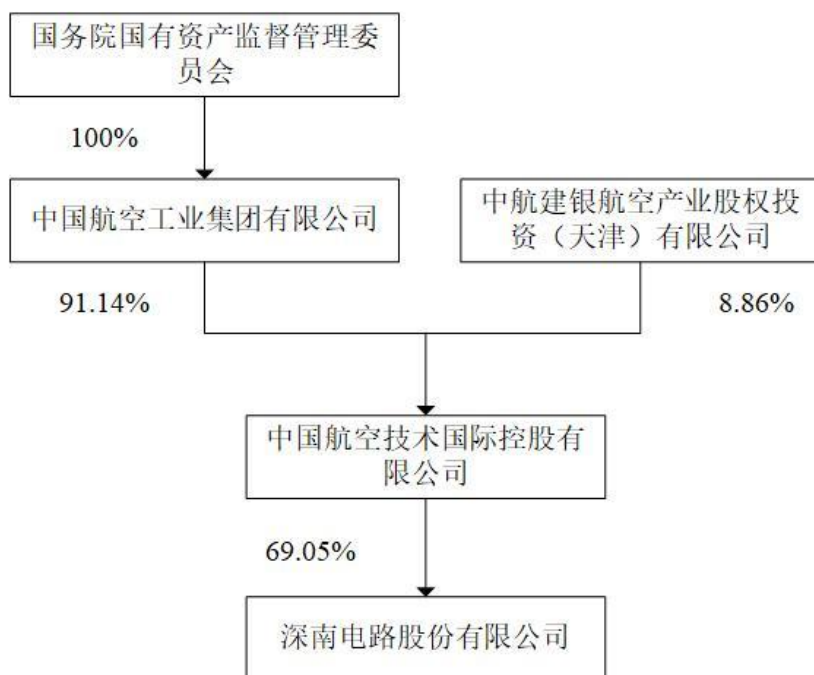 国务院国有资产监督管理委
员会
100%
中国航空工业集团有限公司
中航建银航空产业股权投
资（天津）有限公司
91.14%
8.86%
中国航空技术国际控股有
限公司
69.05%
深南电路股份有限公司